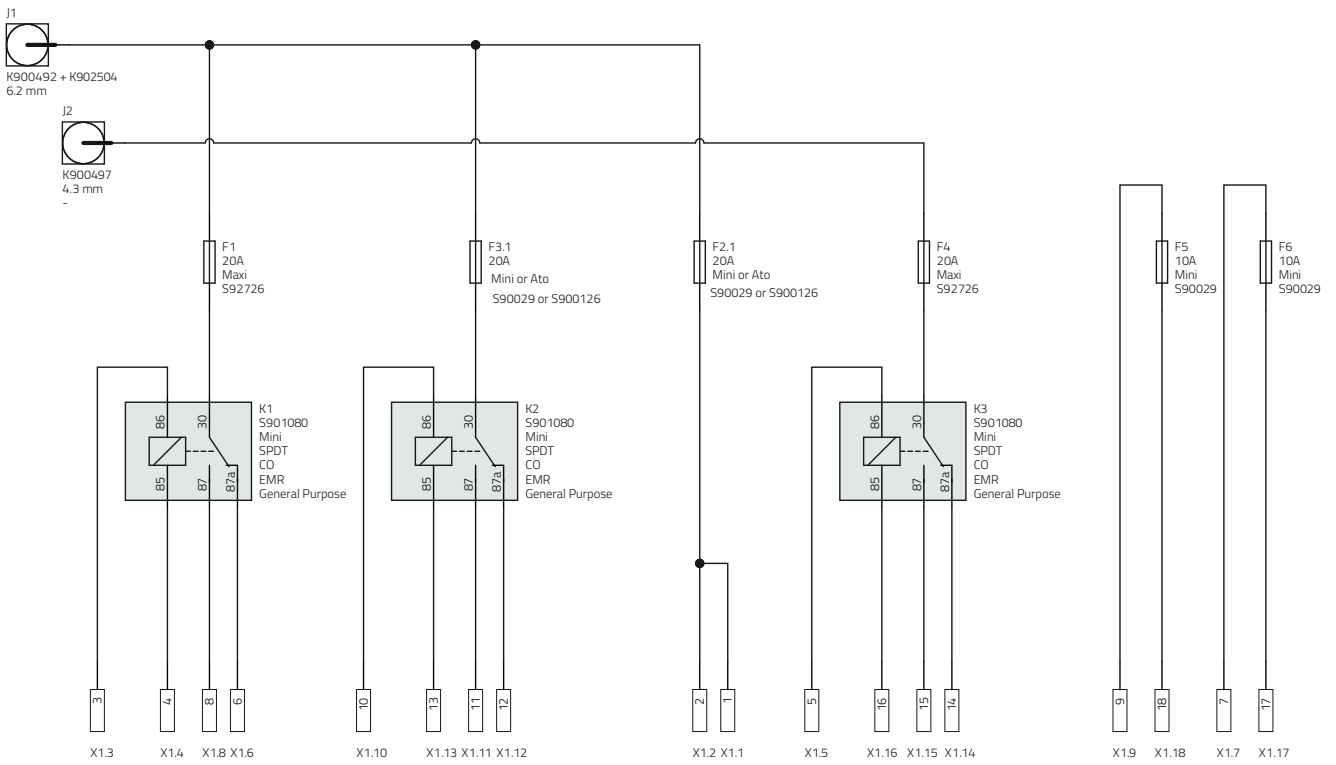 J1
K900492 + K902504
6.2 mm
J2
K900497
4.3 mm
-
F1
20A
Maxi
S92726
F3.1
20A
Mini or Ato
S90029 or S900126
F2.1
20A
Mini or Ato
S90029 or S900126
F4
20A
Maxi
S92726
F5
10A
Mini
S90029
F6
10A
Mini
S90029
86
30
85
87
87a
K1
S901080
Mini
SPDT
CO
EMR
General Purpose
86
30
85
87
87a
K2
S901080
Mini
SPDT
CO
EMR
General Purpose
86
30
85
87
87a
K3
S901080
Mini
SPDT
CO
EMR
General Purpose
3
4
8
6
10
13
11
12
2
1
5
16
15
14
9
18
7
17
X1.3
X1.4
X1.8
X1.6
X1.10
X1.13
X1.11
X1.12
X1.2
X1.1
X1.5
X1.16
X1.15
X1.14
X1.9
X1.18
X1.7
X1.17